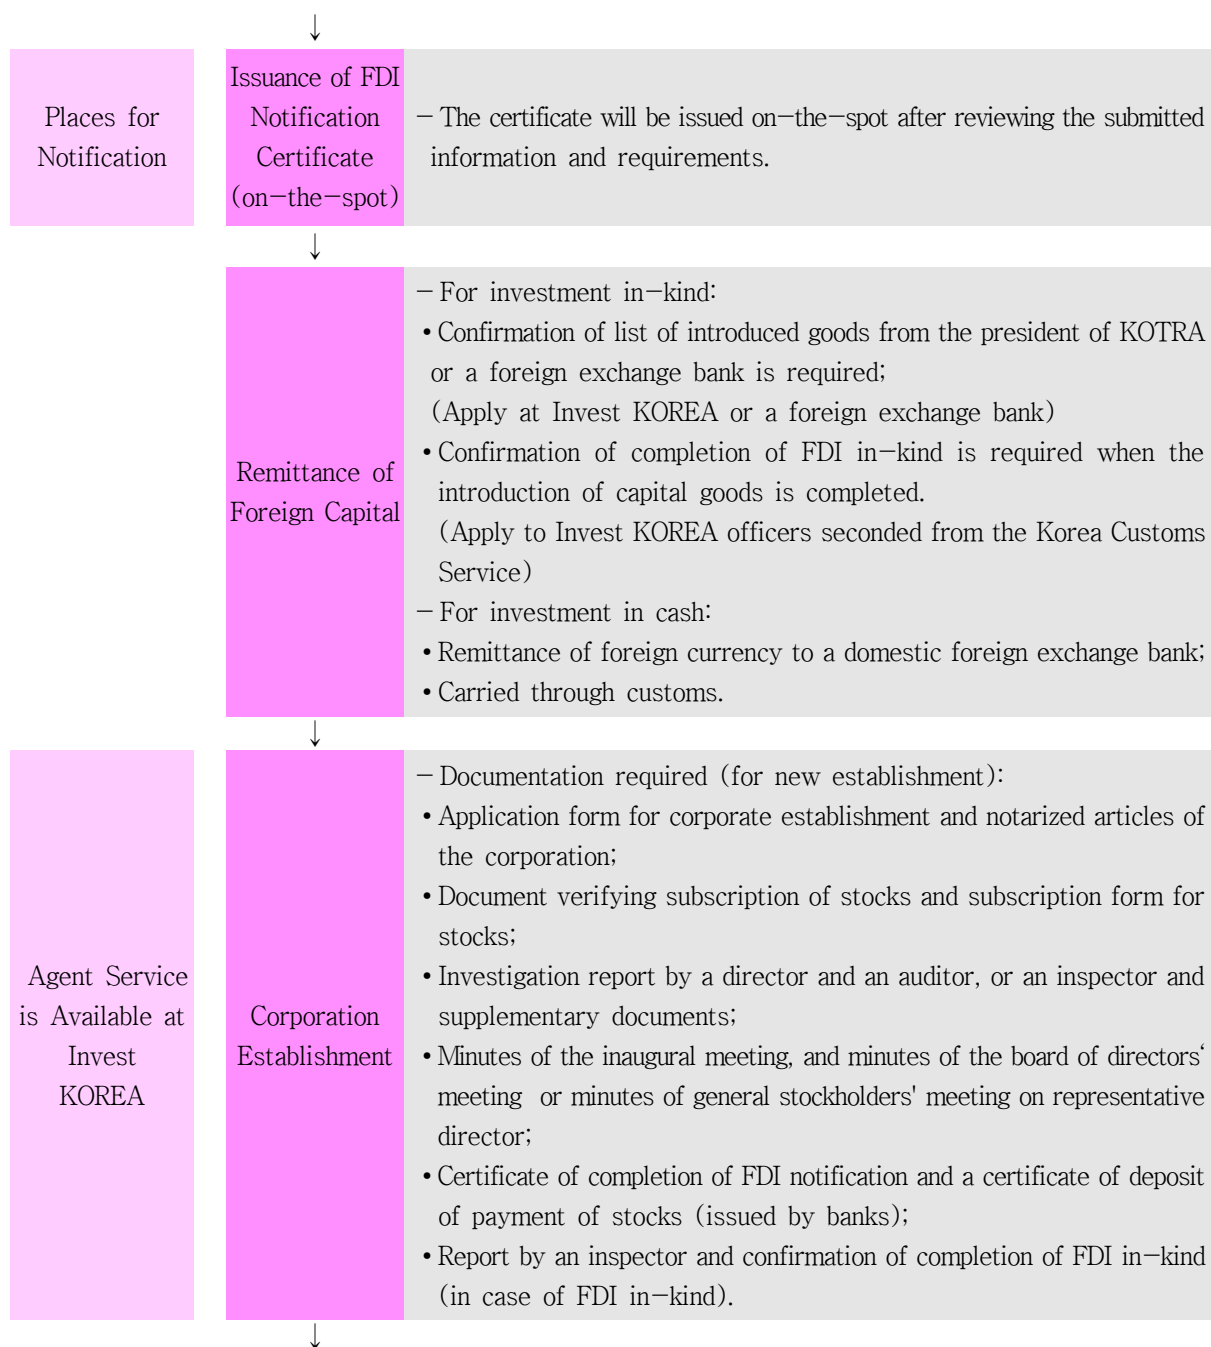 ↓
Places for
Notification
Issuance of FDI
Notification
Certificate
(on-the-spot)
- The certificate will be issued on-the-spot after reviewing the submitted
information and requirements.
↓
Remittance of
Foreign Capital
- For investment in-kind:
• Confirmation of list of introduced goods from the president of KOTRA
or a foreign exchange bank is required;
(Apply at Invest KOREA or a foreign exchange bank)
• Confirmation of completion of FDI in-kind is required when the
introduction of capital goods is completed.
(Apply to Invest KOREA officers seconded from the Korea Customs
Service)
- For investment in cash:
• Remittance of foreign currency to a domestic foreign exchange bank;
• Carried through customs.
↓
Agent Service
is Available at
Invest
KOREA
Corporation
Establishment
- Documentation required (for new establishment):
• Application form for corporate establishment and notarized articles of
the corporation;
• Document verifying subscription of stocks and subscription form for
stocks;
• Investigation report by a director and an auditor, or an inspector and
supplementary documents;
• Minutes of the inaugural meeting, and minutes of the board of directors‘
meeting or minutes of general stockholders' meeting on representative
director;
• Certificate of completion of FDI notification and a certificate of deposit
of payment of stocks (issued by banks);
• Report by an inspector and confirmation of completion of FDI in-kind
(in case of FDI in-kind).
↓